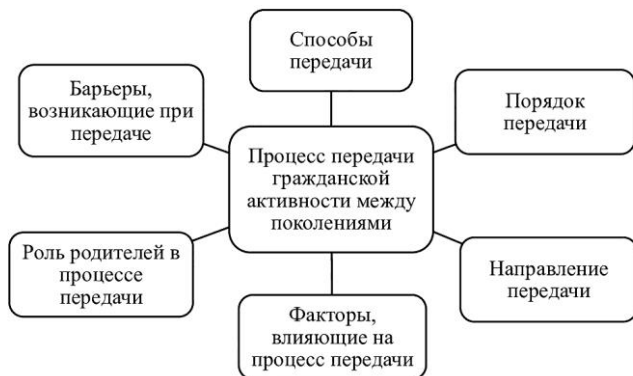 Способы
передачи
Барьеры,
возникающие при
передаче
Порядок
передачи
Процесс передачи
гражданской
активности между
поколениями
Роль родителей в
процессе
передачи
Направление
передачи
Факторы,
влияющие на
процесс передачи